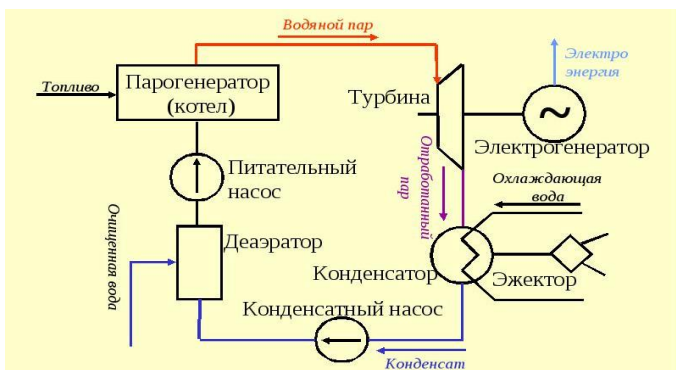 Водяной пар
Электро
энергия
Топливо
Парогенератор
(котел)
Турбина
~
Электрогенератор
Питательный
насос
Отработанный
пар
Охлаждающая
вода
Очищенная вода
Деаэратор
Конденсатор
Эжектор
Конденсатный насос
Конденсат